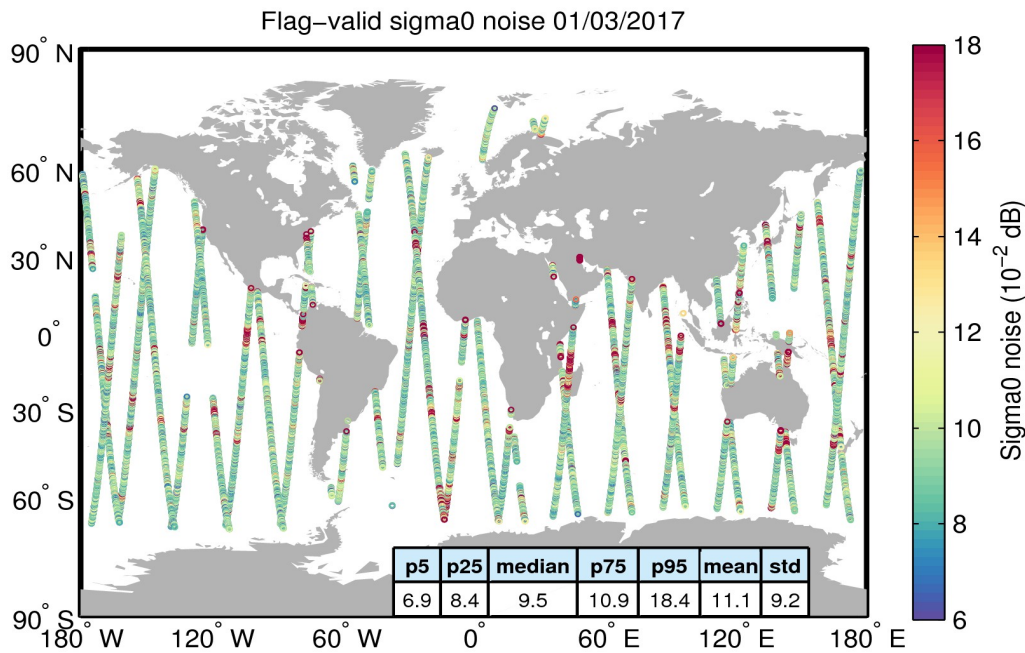 Flag−valid sigma0 noise 01/03/2017
90° N
60° N
30° N
0°
30° S
60° S
90° S
180° W
120° W
60° W
0°
60° E
120° E
180° E
p5 p25 median p75 p95 mean std
6.9 8.4 9.5 10.9 18.4 11.1 9.2
18
16
14
12
10
8
6
Sigma0 noise (10⁻² dB)